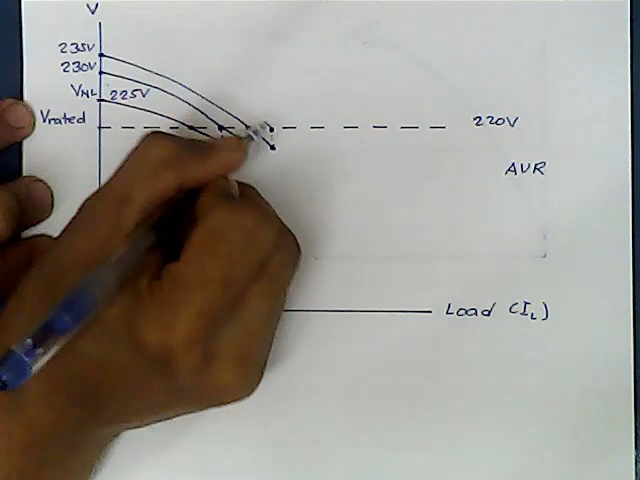 V
235V
230V
VNL 225V
Vrated
220V
AVR
Load (IL)